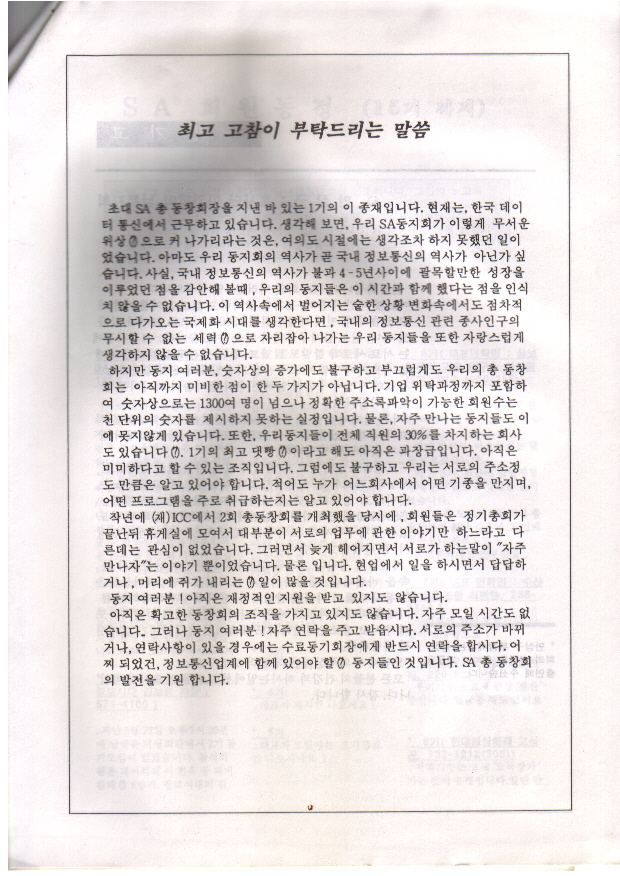 최고 고참이 부탁드리는 말씀
초대 SA 총 동창회장을 지낸 바 있는 1기의 이 종재입니다. 현재는, 한국 데이
터 통신에서 근무하고 있습니다. 생각해 보면, 우리 SA동지회가 이렇게 무서운
위상(?)으로 커 나가리라는 것은, 여의도 시절에는 생각조차 하지 못했던 일이
었습니다. 아마도 우리 동지회의 역사가 곧 국내 정보통신의 역사가 아닌가 싶
습니다. 사실, 국내 정보통신의 역사가 불과 4 - 5년사이에 괄목할만한 성장을
이루었던 점을 감안해 볼때, 우리의 동지들은 이 시간과 함께 했다는 점을 인식
치 않을 수 없습니다. 이 역사속에서 벌어지는 숱한 상황 변화속에서도 점차적
으로 다가오는 국제화 시대를 생각한다면, 국내의 정보통신 관련 종사인구의
무시할 수 없는 세력(?)으로 자리잡아 나가는 우리 동지들을 또한 자랑스럽게
생각하지 않을 수 없습니다.
하지만 동지 여러분, 숫자상의 증가에도 불구하고 부끄럽게도 우리의 총 동창
회는 아직까지 미비한 점이 한 두 가지가 아닙니다. 기업 위탁과정까지 포함하
여 숫자상으로는 1300여 명이 넘으나 정확한 주소록파악이 가능한 회원수는
천 단위의 숫자를 제시하지 못하는 실정입니다. 물론, 자주 만나는 동지들도 이
에 못지않게 있습니다. 또한, 우리동지들이 전체 직원의 30%를 차지하는 회사
도 있습니다 (?). 1기의 최고 댓빵(?)이라고 해도 아직은 과장급입니다. 아직은
미미하다고 할 수 있는 조직입니다. 그럼에도 불구하고 우리는 서로의 주소정
도 만큼은 알고 있어야 합니다. 적어도 누가 어느회사에서 어떤 기종을 만지며,
어떤 프로그램을 주로 취급하는지는 알고 있어야 합니다.
작년에 (재)ICC에서 2회 총동창회를 개최했을 당시에, 회원들은 정기총회가
끝난뒤 휴게실에 모여서 대부분이 서로의 업무에 관한 이야기만 하느라고 다
른데는 관심이 없었습니다. 그러면서 늦게 헤어지면서 서로가 하는말이 "자주
만나자"는 이야기 뿐이었습니다. 물론 입니다. 현업에서 일을 하시면서 답답하
거나, 머리에 쥐가 내리는(?) 일이 많을 것입니다.
동지 여러분! 아직은 재정적인 지원을 받고 있지도 않습니다.
아직은 확고한 동창회의 조직을 가지고 있지도 않습니다. 자주 모일 시간도 없
습니다. 그러나 동지 여러분! 자주 연락을 주고 받읍시다. 서로의 주소가 바뀌
거나, 연락사항이 있을 경우에는 수료동기회장에게 반드시 연락을 합시다. 어
찌 되었건, 정보통신업계에 함께 있어야 할(?) 동지들인 것입니다. SA 총 동창회
의 발전을 기원 합니다.